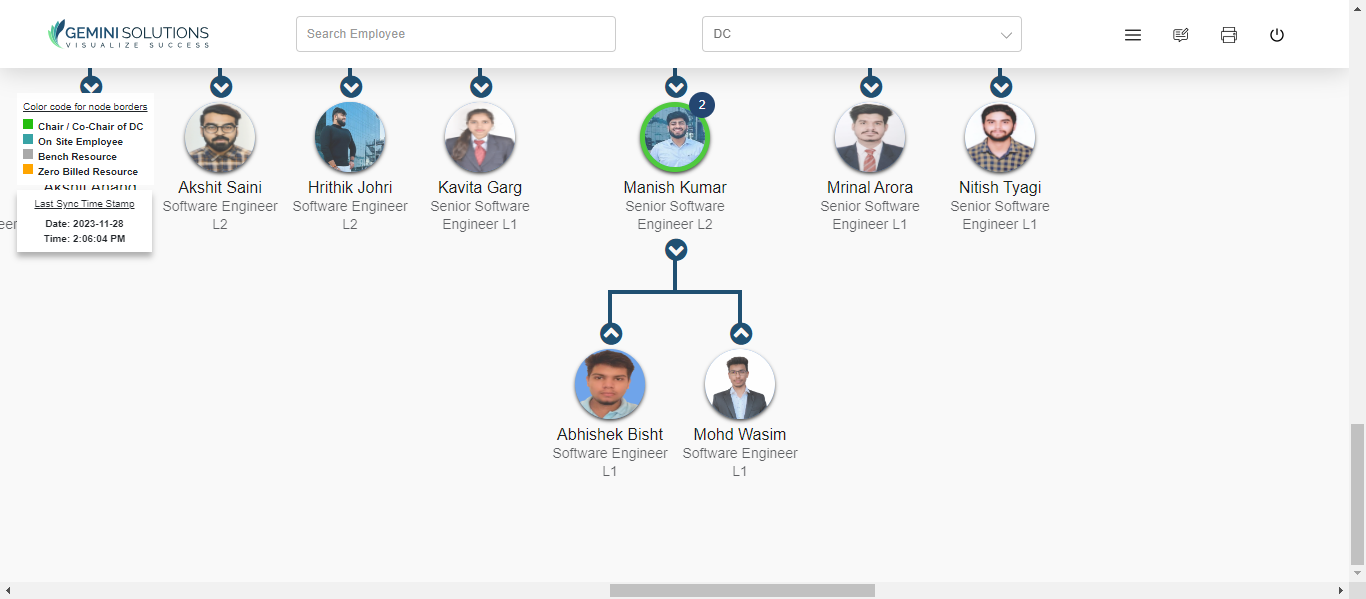 GEMINI SOLUTIONS
VISUALIZE SUCCESS
Search Employee
DC
Color code for node borders
Chair / Co-Chair of DC
On Site Employee
Bench Resource
Zero Billed Resource
Last Sync Time Stamp
Date: 2023-11-28
Time: 2:06:04 PM
Akshit Saini
Software Engineer
L2
Hrithik Johri
Software Engineer
L2
Kavita Garg
Senior Software
Engineer L1
2
Manish Kumar
Senior Software
Engineer L2
Mrinal Arora
Senior Software
Engineer L1
Nitish Tyagi
Senior Software
Engineer L1
Abhishek Bisht
Software Engineer
L1
Mohd Wasim
Software Engineer
L1